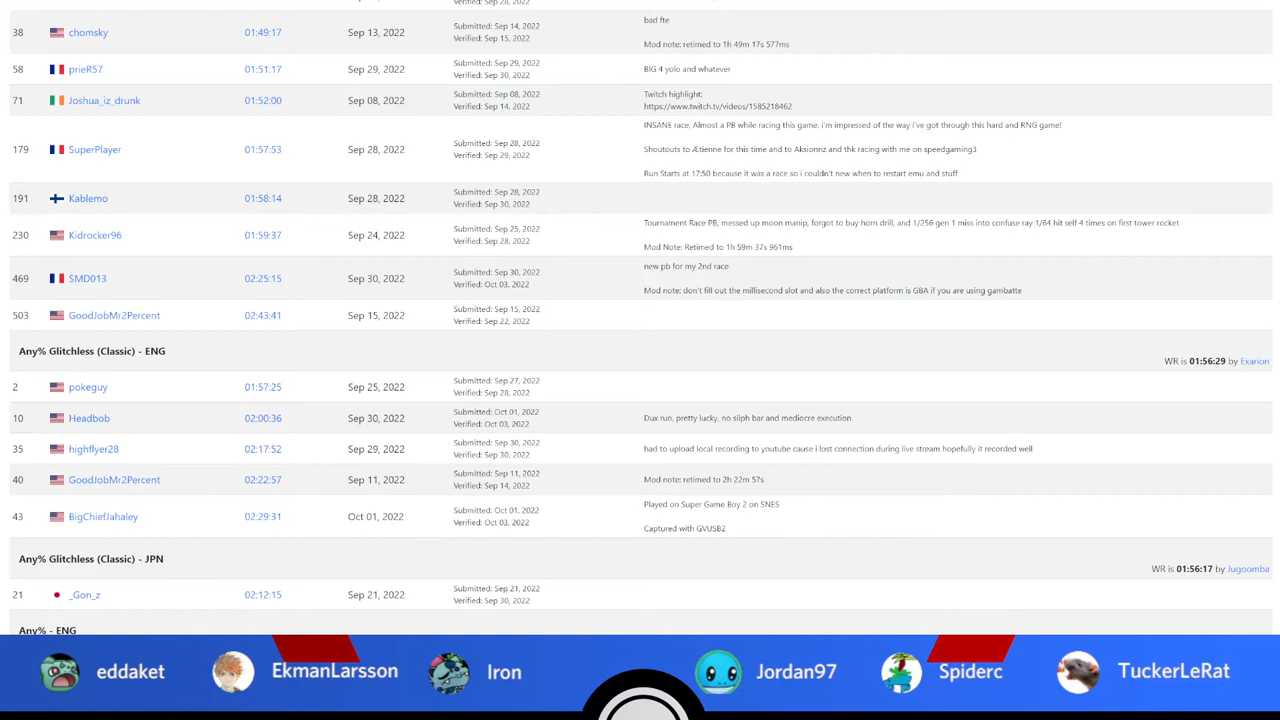 Verified: Sep 28, 2022
38 chomsky 01:49:17 Sep 13, 2022 Submitted: Sep 14, 2022 bad fte
Verified: Sep 15, 2022
Mod note: retimed to 1h 49m 17s 577ms
58 prieR57 01:51:17 Sep 29, 2022 Submitted: Sep 29, 2022 BIG 4 yolo and whatever
Verified: Sep 30, 2022
71 Joshua_iz_drunk 01:52:00 Sep 08, 2022 Submitted: Sep 08, 2022 Twitch highlight:
Verified: Sep 14, 2022 https://www.twitch.tv/videos/1585218462
INSANE race, Almost a PB while racing this game, i'm impressed of the way i've got through this hard and RNG game!
179 SuperPlayer 01:57:53 Sep 28, 2022 Submitted: Sep 28, 2022 Shoutouts to Ætienne for this time and to Aksionnz and thk racing with me on speedgaming3
Verified: Sep 29, 2022
Run Starts at 17:50 because it was a race so i couldn't new when to restart emu and stuff
191 Kablemo 01:58:14 Sep 28, 2022 Submitted: Sep 28, 2022
Verified: Sep 30, 2022
230 Kidrocker96 01:59:37 Sep 24, 2022 Submitted: Sep 25, 2022 Tournament Race PB, messed up moon manip, forgot to buy horn drill, and 1/256 gen 1 miss into confuse ray 1/64 hit self 4 times on first tower rocket
Verified: Sep 28, 2022
Mod Note: Retimed to 1h 59m 37s 961ms
469 SMD013 02:25:15 Sep 30, 2022 Submitted: Sep 30, 2022 new pb for my 2nd race
Verified: Oct 03, 2022
Mod note: don't fill out the millisecond slot and also the correct platform is GBA if you are using gambatte
503 GoodJobMr2Percent 02:43:41 Sep 15, 2022 Submitted: Sep 15, 2022
Verified: Sep 22, 2022
Any% Glitchless (Classic) - ENG
WR is 01:56:29 by Exarion
2 pokeguy 01:57:25 Sep 25, 2022 Submitted: Sep 27, 2022
Verified: Sep 28, 2022
10 Headbob 02:00:36 Sep 30, 2022 Submitted: Oct 01, 2022 Dux run, pretty lucky, no silph bar and mediocre execution
Verified: Oct 03, 2022
35 highflyer28 02:17:52 Sep 29, 2022 Submitted: Sep 30, 2022 had to upload local recording to youtube cause i lost connection during live stream hopefully it recorded well
Verified: Sep 30, 2022
40 GoodJobMr2Percent 02:22:57 Sep 11, 2022 Submitted: Sep 11, 2022 Mod note: retimed to 2h 22m 57s
Verified: Sep 14, 2022
43 BigChiefJahaley 02:29:31 Oct 01, 2022 Submitted: Oct 01, 2022 Played on Super Game Boy 2 on SNES
Verified: Oct 03, 2022
Captured with GVUSB2
Any% Glitchless (Classic) - JPN
WR is 01:56:17 by Jugoomba
21 _Gon_z 02:12:15 Sep 21, 2022 Submitted: Sep 21, 2022
Verified: Sep 30, 2022
Any% - ENG
eddaket EkmanLarsson Iron Jordan97 Spiderc TuckerLeRat